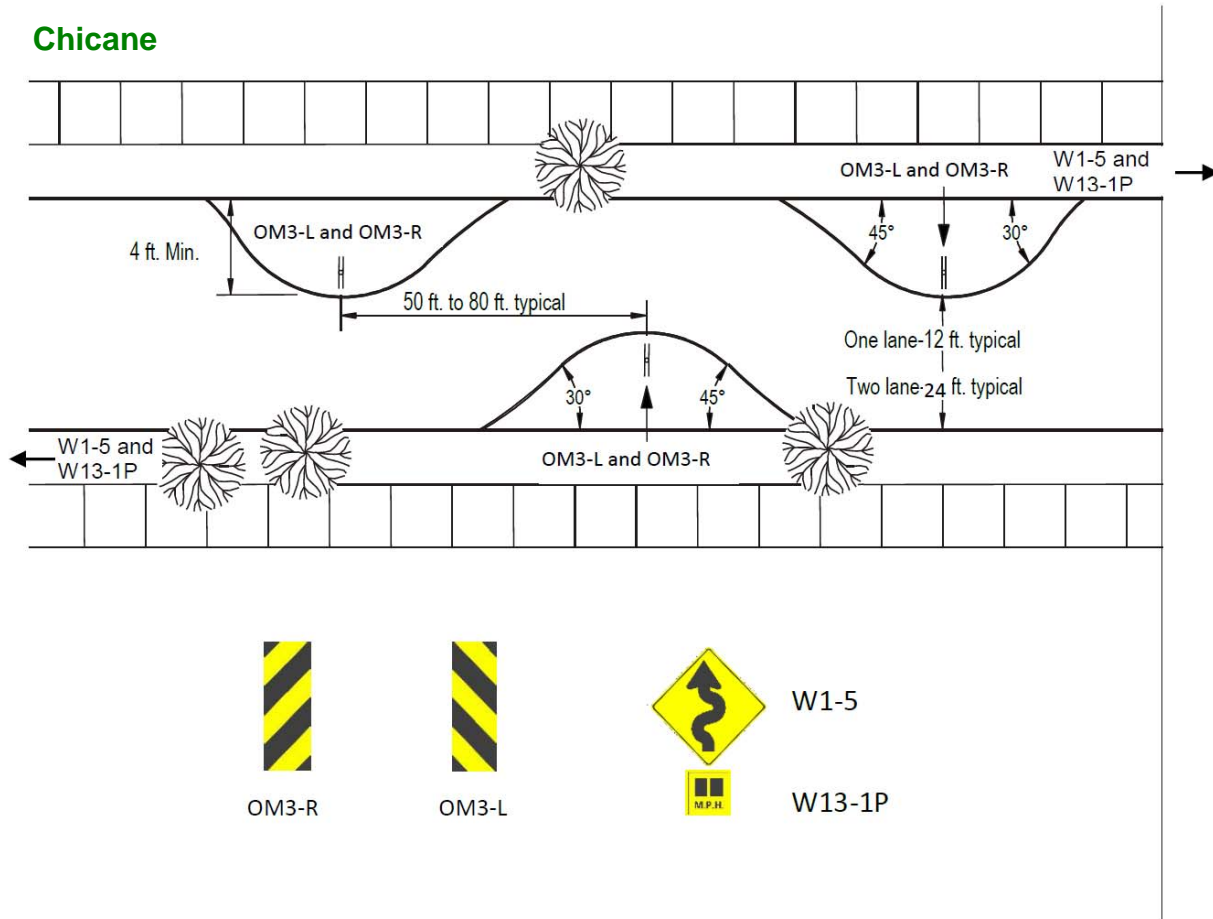 Chicane
OM3-L and OM3-R
W1-5 and
W13-1P
OM3-L and OM3-R
4 ft. Min.
45°
30°
50 ft. to 80 ft. typical
One lane-12 ft. typical
Two lane-24 ft. typical
30°
45°
W1-5 and
W13-1P
OM3-L and OM3-R
W1-5
M.P.H.
W13-1P
OM3-R
OM3-L